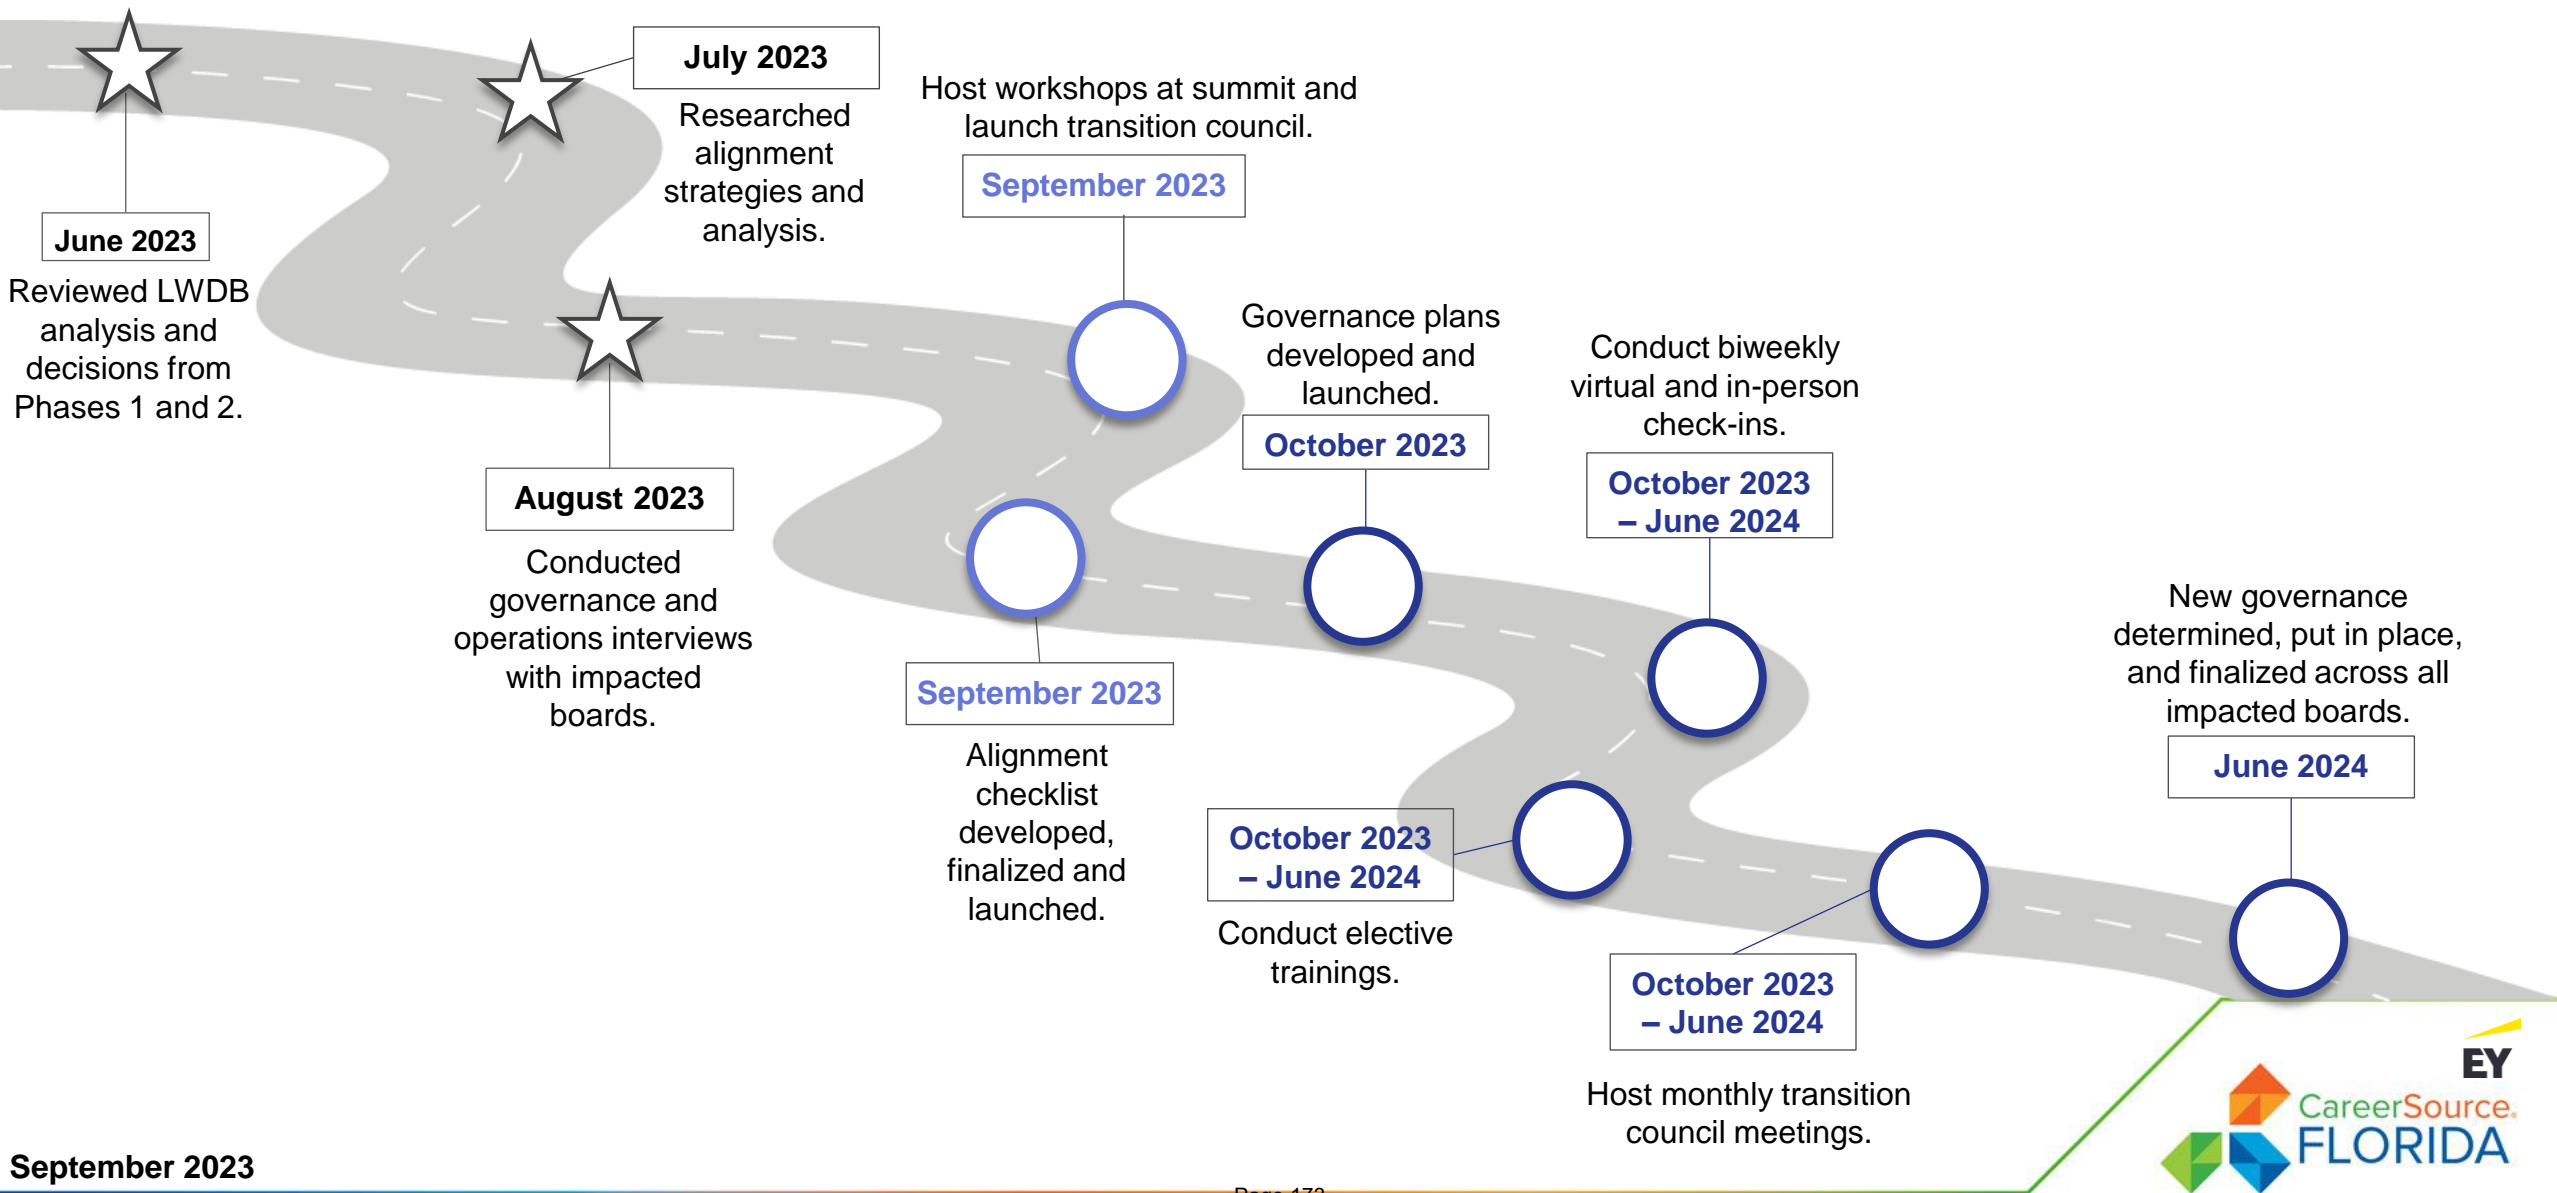 June 2023
Reviewed LWDB
analysis and
decisions from
Phases 1 and 2.
July 2023
Researched
alignment
strategies and
analysis.
August 2023
Conducted
governance and
operations interviews
with impacted
boards.
Host workshops at summit and
launch transition council.
September 2023
September 2023
Alignment
checklist
developed,
finalized and
launched.
Governance plans
developed and
launched.
October 2023
Conduct biweekly
virtual and in-person
check-ins.
October 2023
– June 2024
October 2023
– June 2024
Conduct elective
trainings.
October 2023
– June 2024
Host monthly transition
council meetings.
New governance
determined, put in place,
and finalized across all
impacted boards.
June 2024
EY
CareerSource.
FLORIDA
September 2023
Page 173